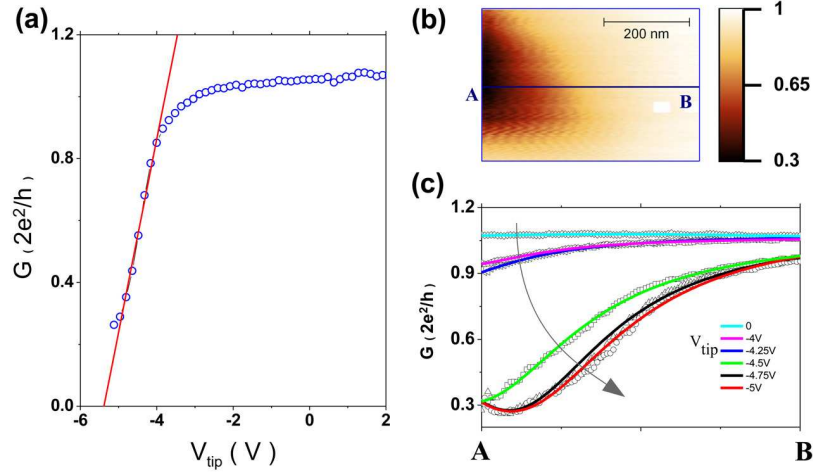 (a)
1.2
0.8
0.4
0.0
G ( 2e²/h )
-6 -4 -2 0 2
V_tip ( V )
(b)
200 nm
A B
1
0.65
0.3
(c)
1.2
0.9
0.6
0.3
G (2e²/h)
V_tip
0
-4V
-4.25V
-4.5V
-4.75V
-5V
A B